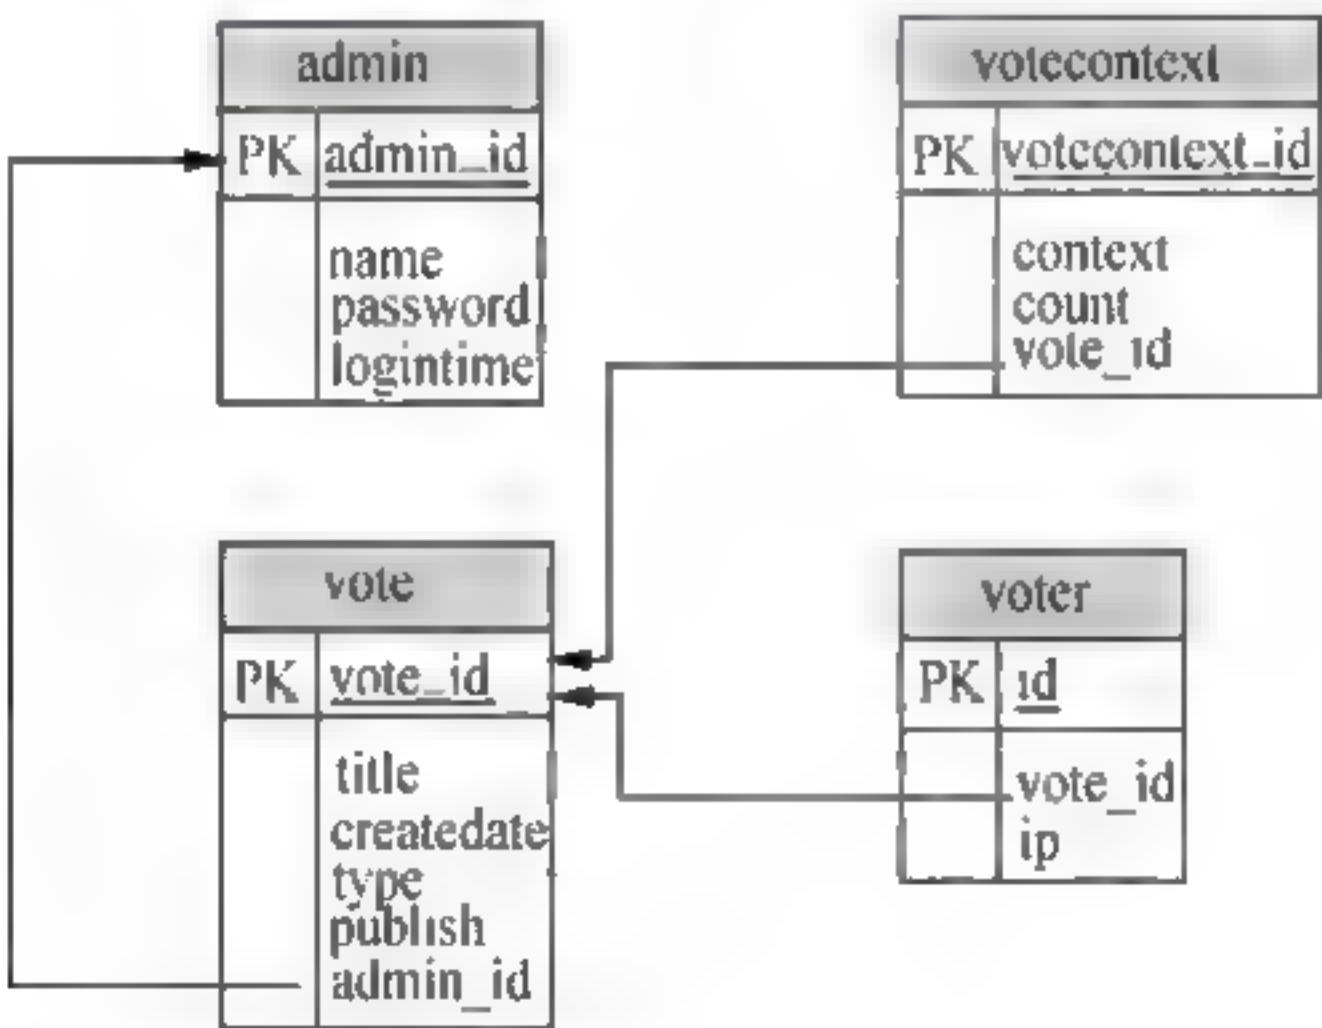 admin
PK admin_id
name
password
logintime
votecontext
PK votecontext_id
context
count
vote_id
vote
PK vote_id
title
createdate
type
publish
admin_id
voter
PK id
vote_id
ip